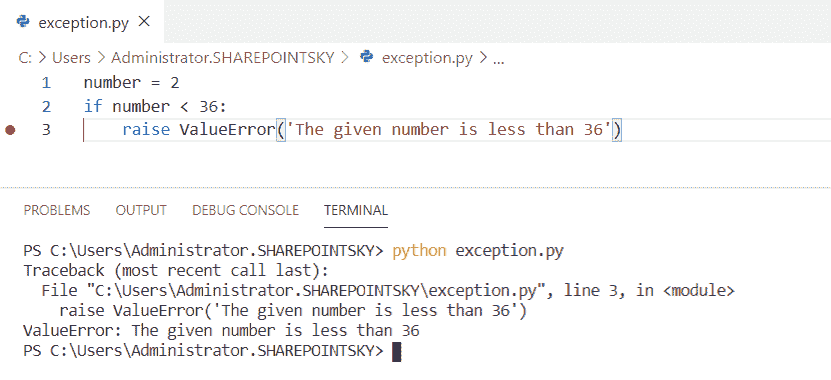 exception.py ×
C: > Users > Administrator.SHAREPOINTSKY > exception.py > ...
1 number = 2
2 if number < 36:
3 raise ValueError('The given number is less than 36')
PROBLEMS OUTPUT DEBUG CONSOLE TERMINAL
PS C:\Users\Administrator.SHAREPOINTSKY> python exception.py
Traceback (most recent call last):
File "C:\Users\Administrator.SHAREPOINTSKY\exception.py", line 3, in <module>
raise ValueError('The given number is less than 36')
ValueError: The given number is less than 36
PS C:\Users\Administrator.SHAREPOINTSKY>